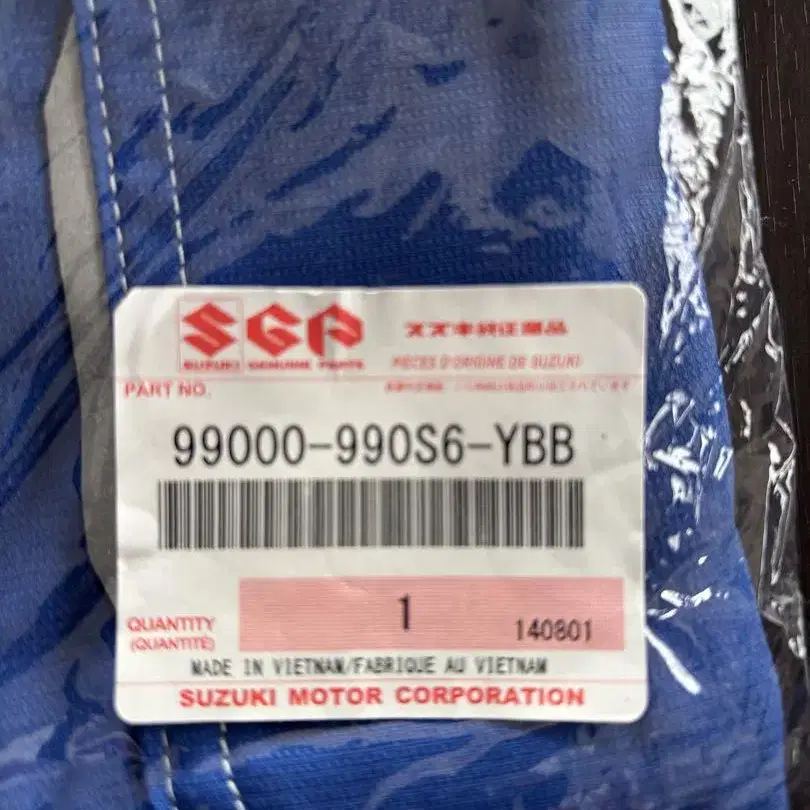 SGP
スズキ純正部品
SUZUKI GENUINE PARTS
PIÈCES D'ORIGINE DE SUZUKI
PART NO.
99000-990S6-YBB
QUANTITY
(QUANTITÉ)
1
140801
MADE IN VIETNAM/FABRIQUE AU VIETNAM
SUZUKI MOTOR CORPORATION